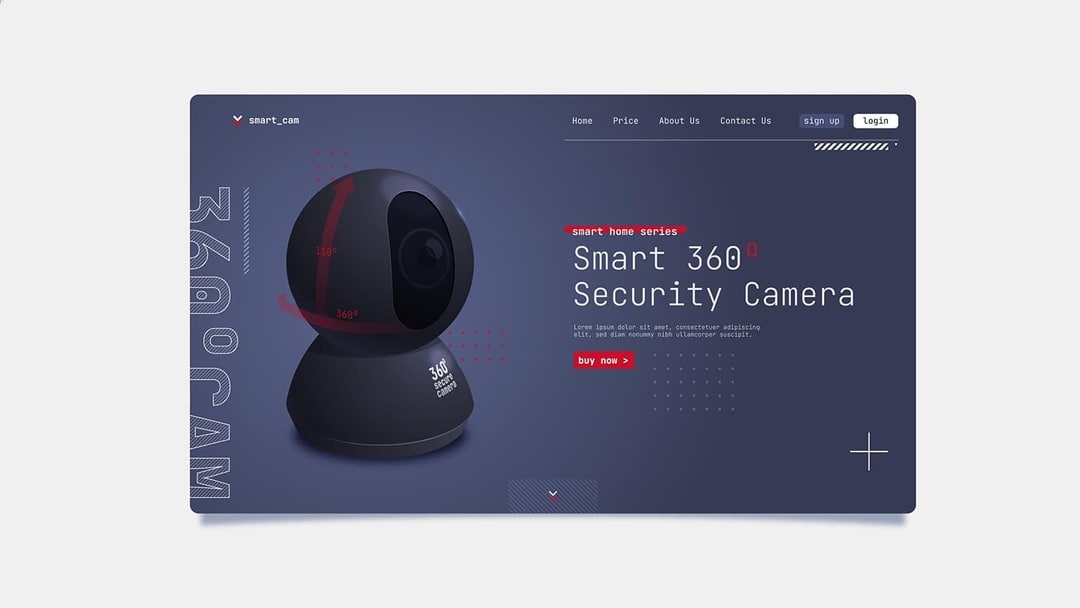 smart_cam
Home Price About Us Contact Us sign up login
360°CAM
110°
360°
360°
secure
camera
smart home series
Smart 360°
Security Camera
Lorem ipsum dolor sit amet, consectetuer adipiscing
elit, sed diam nonummy nibh ullamcorper suscipit.
buy now >